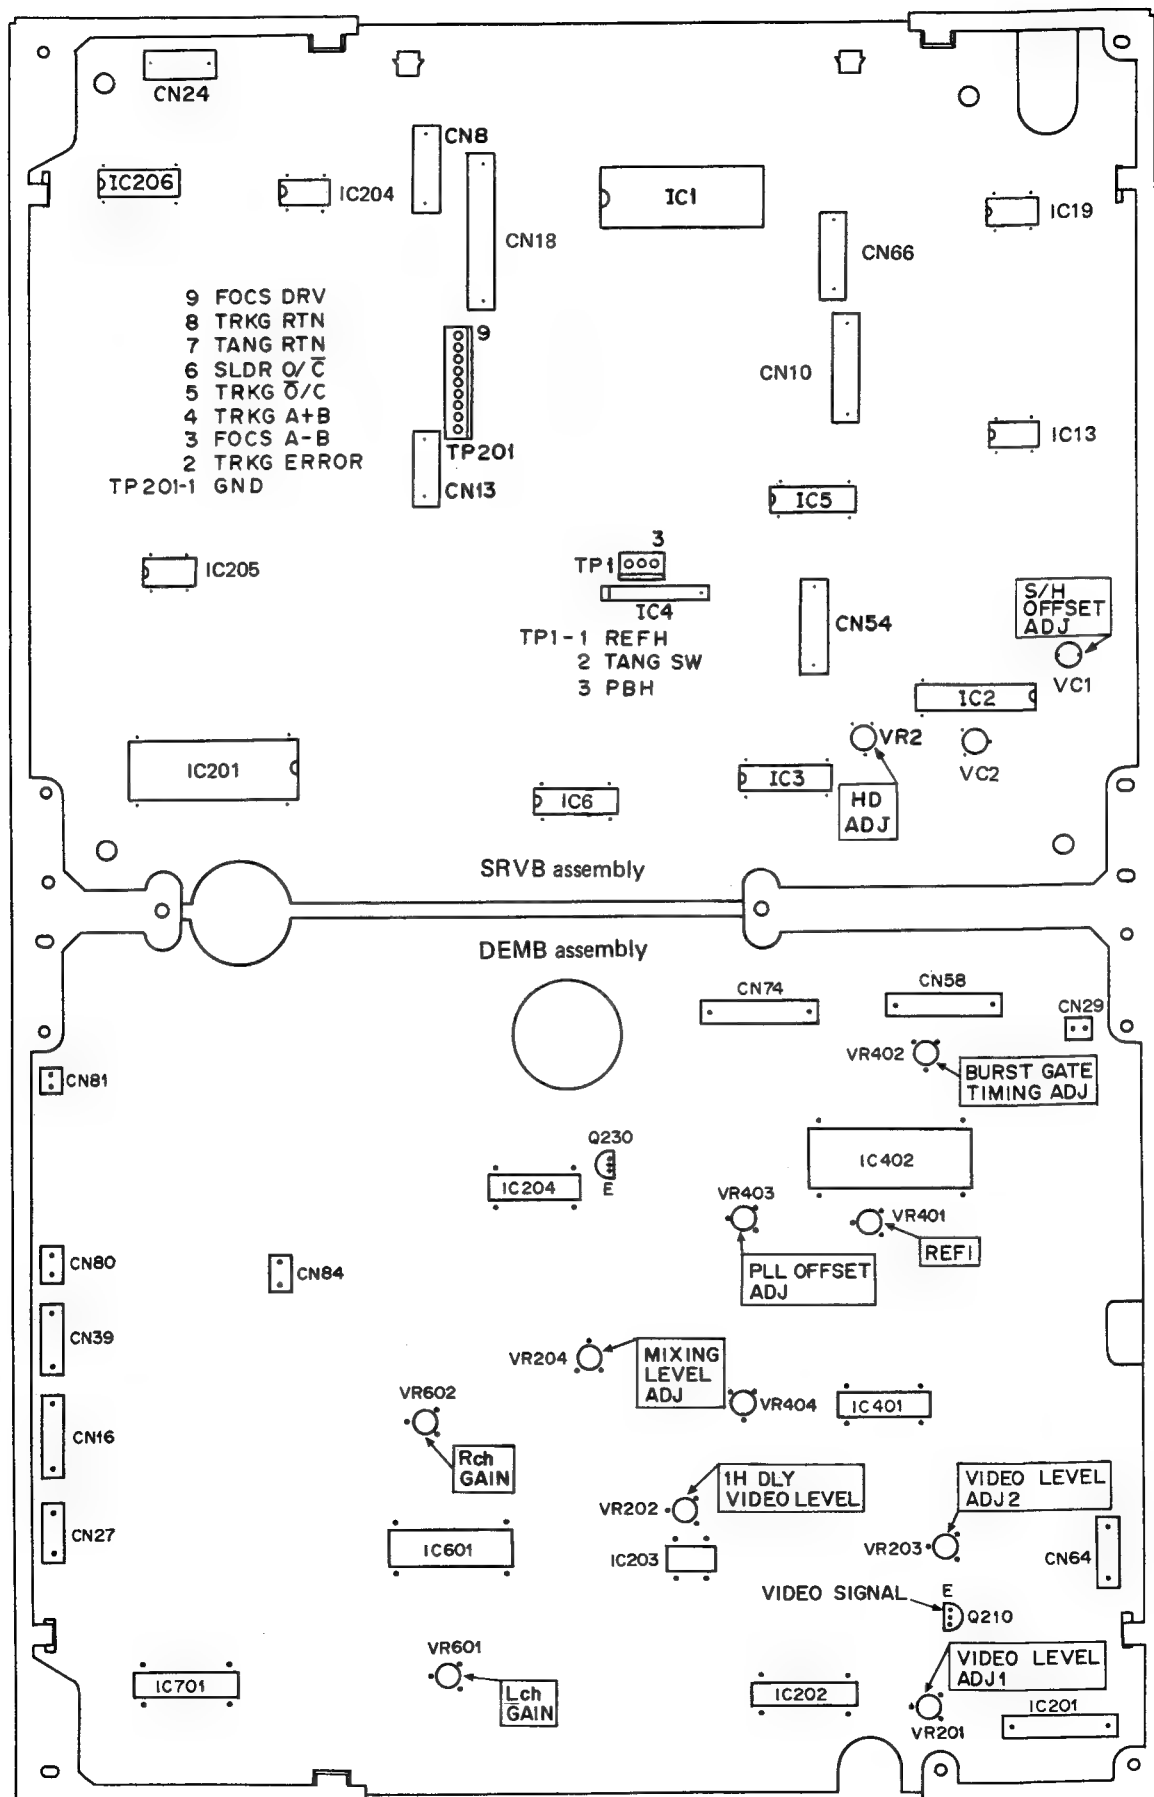 CN24
CN8
IC206
IC204
IC1
IC19
CN18
CN66
9 FOCS DRV
8 TRKG RTN
7 TANG RTN
6 SLDR O/C̅
5 TRKG O̅/C
4 TRKG A+B
3 FOCS A-B
2 TRKG ERROR
TP201-1 GND
9
TP201
CN13
CN10
IC13
IC5
IC205
3
TP1
IC4
TP1-1 REFH
2 TANG SW
3 PBH
CN54
S/H
OFFSET
ADJ
VC1
IC2
VR2
VC2
IC201
IC6
IC3
HD
ADJ
SRVB assembly
DEMB assembly
CN74
CN58
CN29
VR402
BURST GATE
TIMING ADJ
CN81
Q230
E
IC204
IC402
VR403
VR401
REFI
PLL OFFSET
ADJ
CN80
CN84
CN39
VR204
MIXING
LEVEL
ADJ
VR602
VR404
IC401
CN16
Rch
GAIN
1H DLY
VIDEO LEVEL
VIDEO LEVEL
ADJ2
VR202
CN27
IC601
IC203
VR203
CN64
VIDEO SIGNAL
E
Q210
VR601
VIDEO LEVEL
ADJ1
IC701
Lch
GAIN
IC202
IC201
VR201